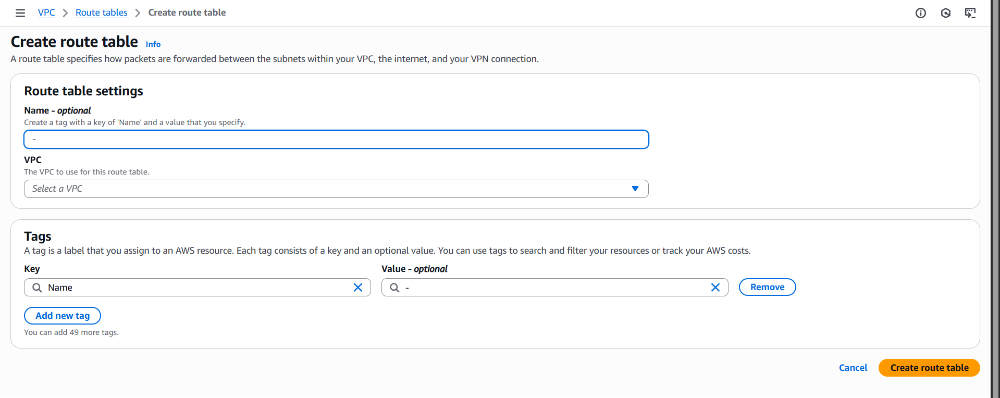 VPC > Route tables > Create route table
Create route table Info
A route table specifies how packets are forwarded between the subnets within your VPC, the internet, and your VPN connection.
Route table settings
Name - optional
Create a tag with a key of 'Name' and a value that you specify.
-
VPC
The VPC to use for this route table.
Select a VPC
Tags
A tag is a label that you assign to an AWS resource. Each tag consists of a key and an optional value. You can use tags to search and filter your resources or track your AWS costs.
Key Value - optional
Name - Remove
Add new tag
You can add 49 more tags.
Cancel Create route table